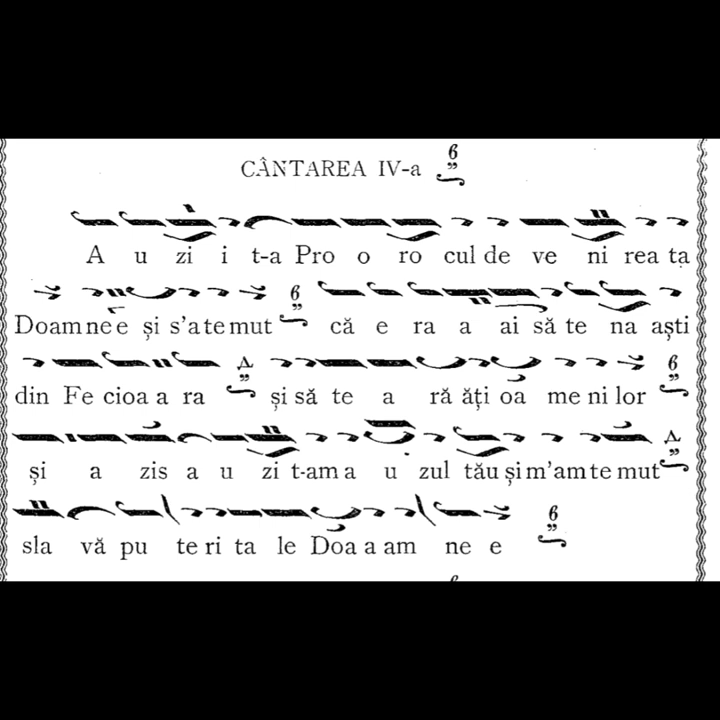 CÂNTAREA IV-a
A u zi i t-a Pro o ro cul de ve ni rea ta
Doam ne e și s'a te mut că e ra a ai să te na aști
din Fe cioa a ra și să te a ră ăți oa me ni lor
și a zis a u zi t-am a u zul tău și m'am te mut
sla vă pu te ri ta le Doa a am ne e